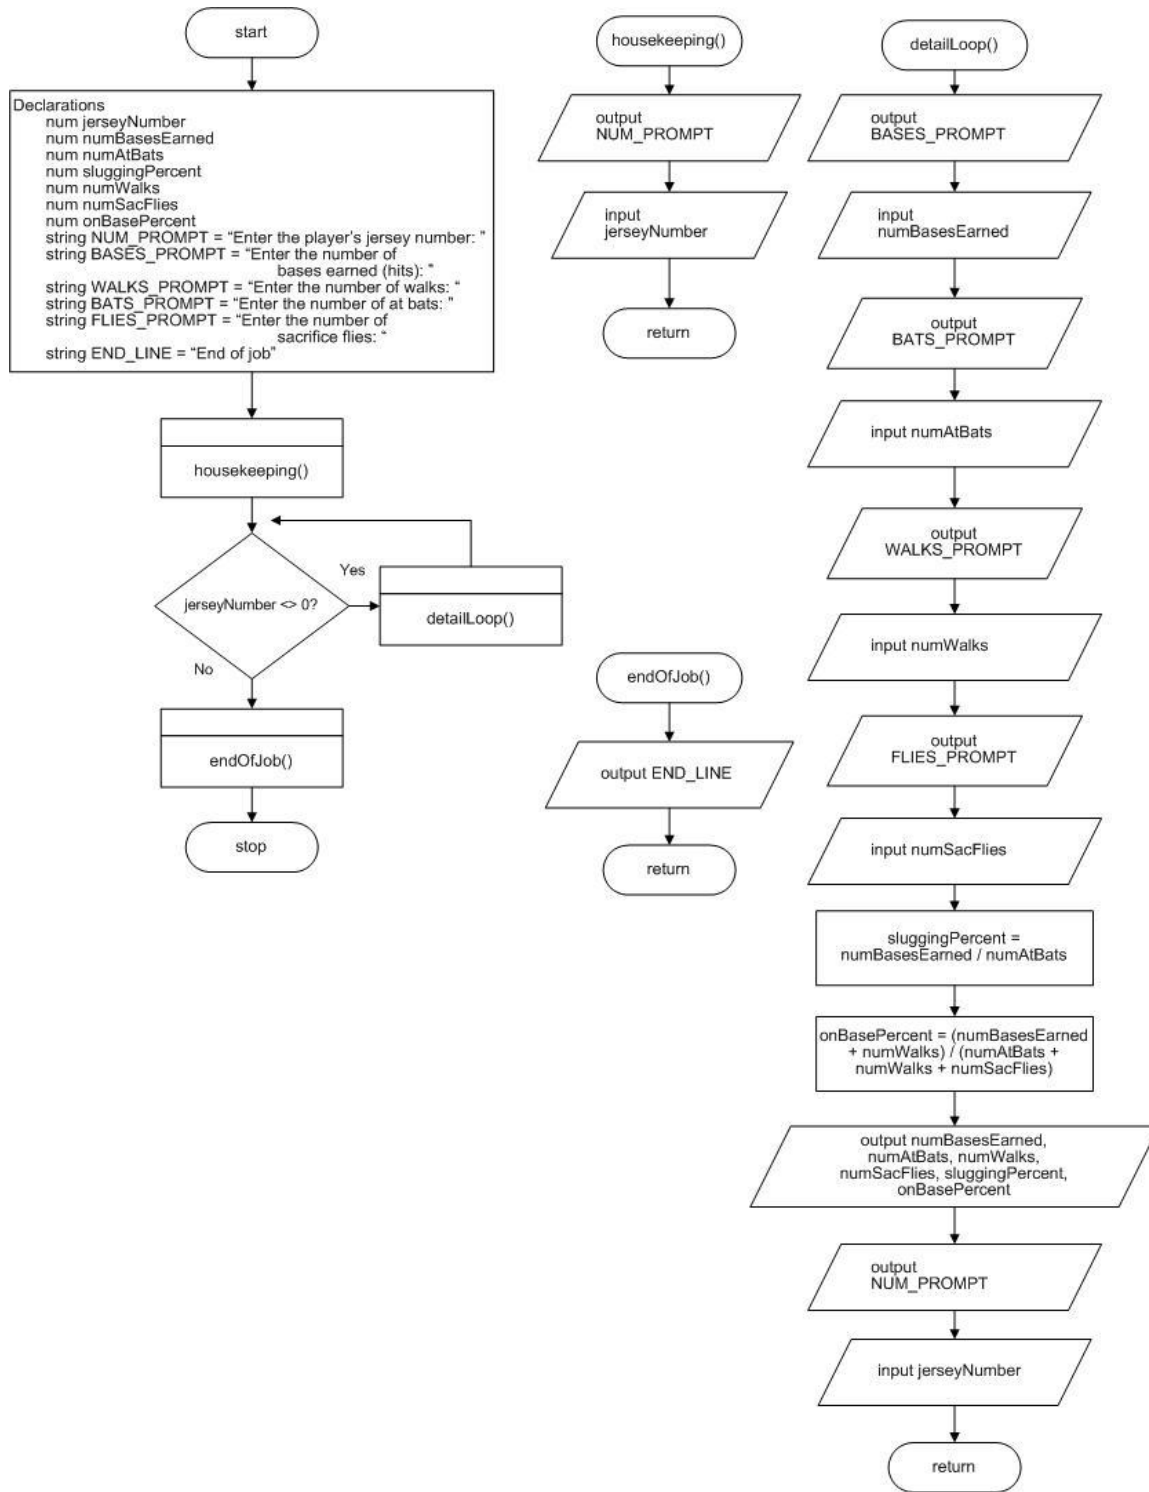 start
Declarations
num jerseyNumber
num numBasesEarned
num numAtBats
num sluggingPercent
num numWalks
num numSacFlies
num onBasePercent
string NUM_PROMPT = “Enter the player’s jersey number: “
string BASES_PROMPT = “Enter the number of
bases earned (hits): “
string WALKS_PROMPT = “Enter the number of walks: “
string BATS_PROMPT = “Enter the number of at bats: “
string FLIES_PROMPT = “Enter the number of
sacrifice flies: “
string END_LINE = “End of job”
housekeeping()
jerseyNumber <> 0?
Yes
detailLoop()
No
endOfJob()
stop
housekeeping()
output
NUM_PROMPT
input
jerseyNumber
return
endOfJob()
output END_LINE
return
detailLoop()
output
BASES_PROMPT
input
numBasesEarned
output
BATS_PROMPT
input numAtBats
output
WALKS_PROMPT
input numWalks
output
FLIES_PROMPT
input numSacFlies
sluggingPercent =
numBasesEarned / numAtBats
onBasePercent = (numBasesEarned
+ numWalks) / (numAtBats +
numWalks + numSacFlies)
output numBasesEarned,
numAtBats, numWalks,
numSacFlies, sluggingPercent,
onBasePercent
output
NUM_PROMPT
input jerseyNumber
return